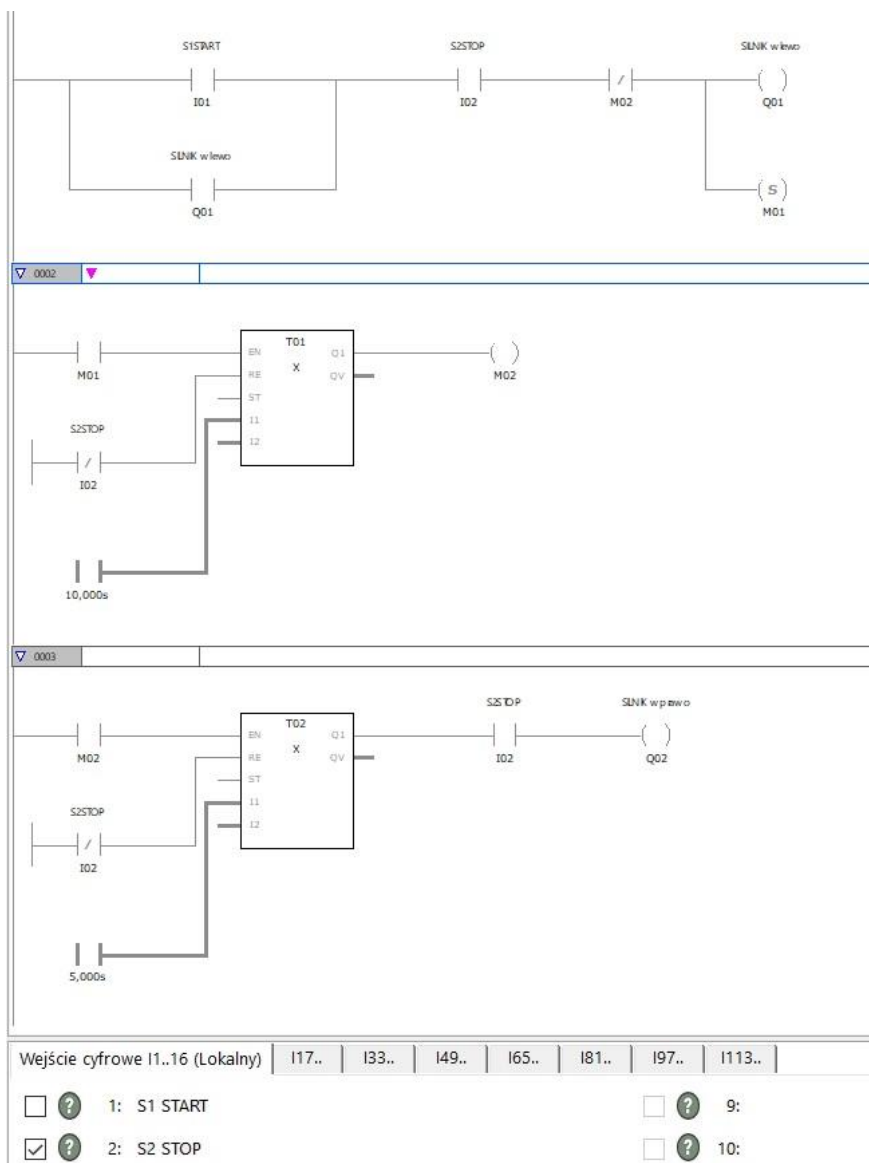 S1START S2STOP SILNIK w lewo
I01 I02 M02 Q01
SILNIK w lewo
S
Q01 M01
0002
T01
EN Q1
X
M01 RE QV M02
ST
S2STOP I1
I2
I02
10,000s
0003
S2STOP SILNIK w prawo
T02
EN Q1
X
M02 RE QV I02 Q02
ST
S2STOP I1
I2
I02
5,000s
Wejście cyfrowe I1..16 (Lokalny) I17.. I33.. I49.. I65.. I81.. I97.. I113..
? 1: S1 START ? 9:
? 2: S2 STOP ? 10: